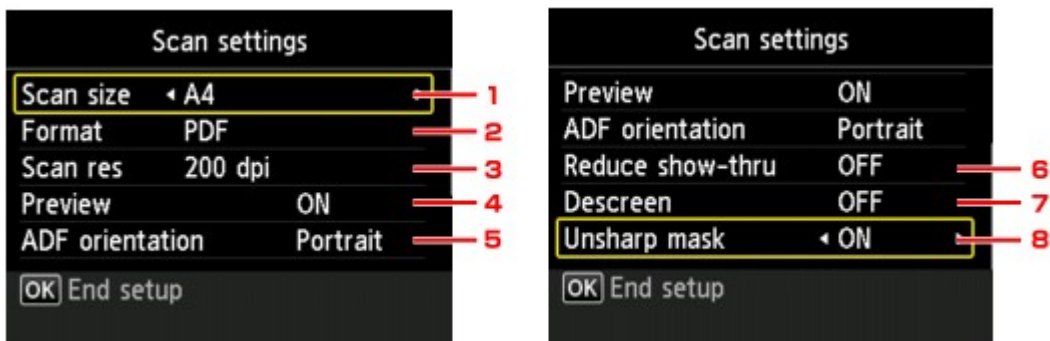 Scan settings
Scan size A4 1
Format PDF 2
Scan res 200 dpi 3
Preview ON 4
ADF orientation Portrait 5
OK End setup
Scan settings
Preview ON
ADF orientation Portrait
Reduce show-thru OFF 6
Descreen OFF 7
Unsharp mask ON 8
OK End setup